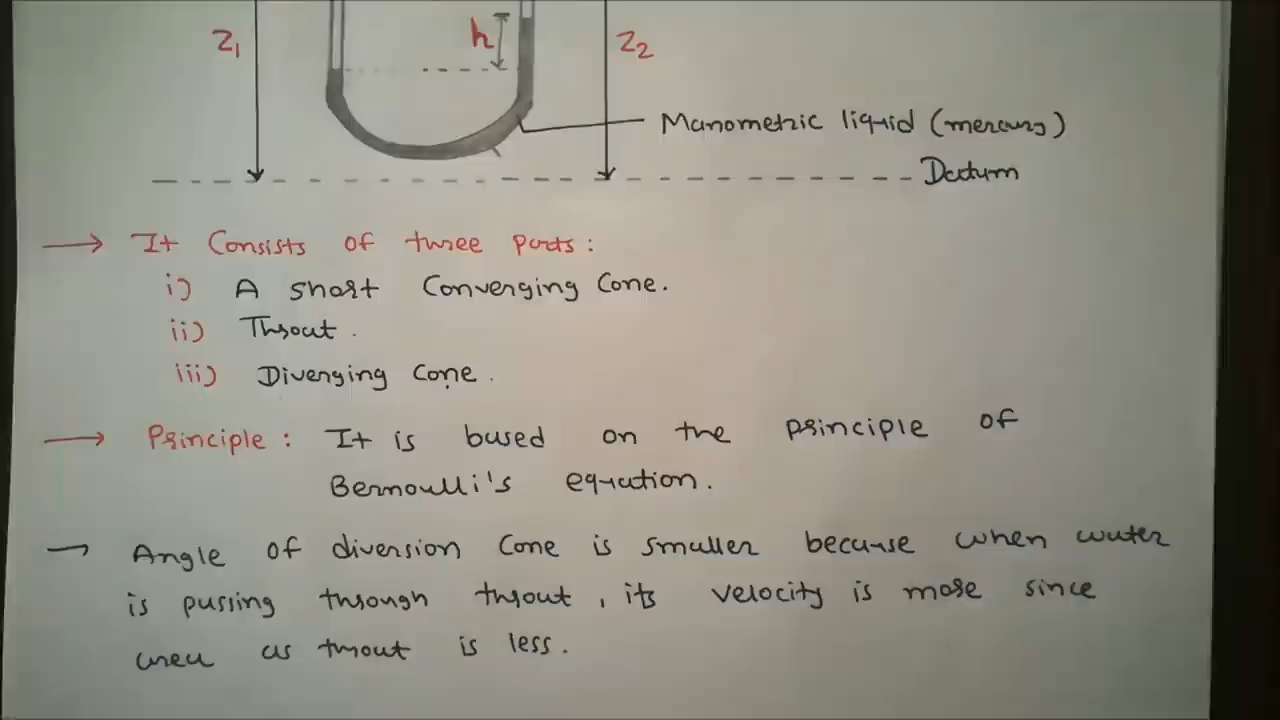 Z1 h Z2
Manometric liquid (mercury)
Datum
→ It Consists of three parts:
i) A short Converging Cone.
ii) Throat.
iii) Diverging Cone.
→ Principle: It is based on the principle of
Bernoulli's equation.
— Angle of diversion Cone is smaller because when water
is passing through throat, its velocity is more since
area as throat is less.